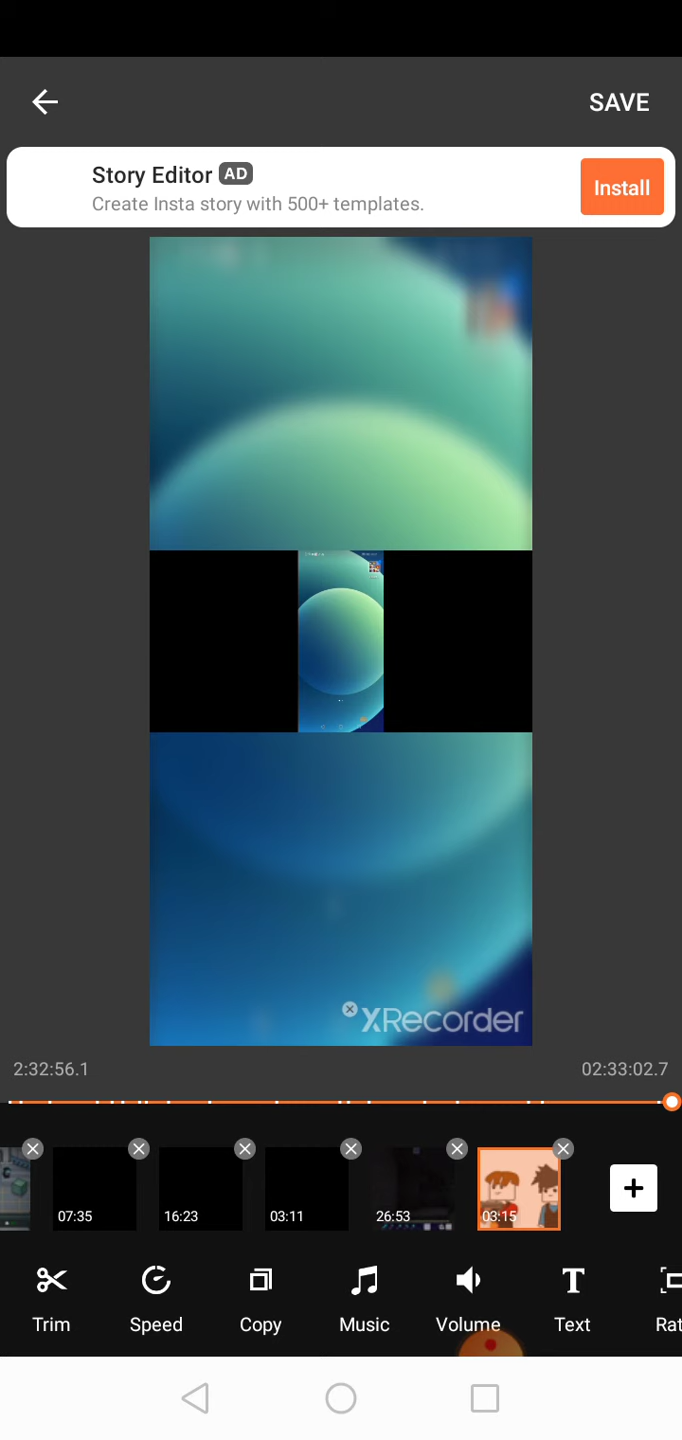 SAVE
Story Editor AD
Create Insta story with 500+ templates.
Install
XRecorder
2:32:56.1
02:33:02.7
07:35
16:23
03:11
26:53
03:15
Trim
Speed
Copy
Music
Volume
Text
Rat